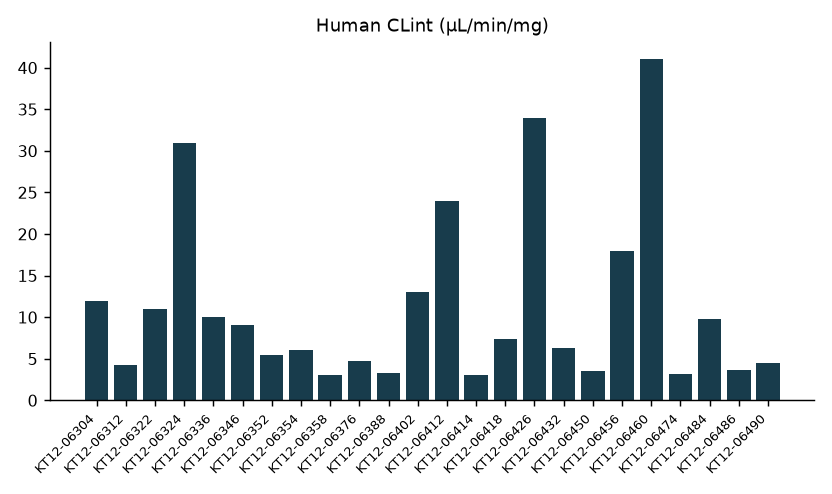 Human CLint (µL/min/mg)
40
35
30
25
20
15
10
5
0
KT12-06304
KT12-06312
KT12-06322
KT12-06324
KT12-06336
KT12-06346
KT12-06352
KT12-06354
KT12-06358
KT12-06376
KT12-06388
KT12-06402
KT12-06412
KT12-06414
KT12-06418
KT12-06426
KT12-06432
KT12-06450
KT12-06456
KT12-06460
KT12-06474
KT12-06484
KT12-06486
KT12-06490